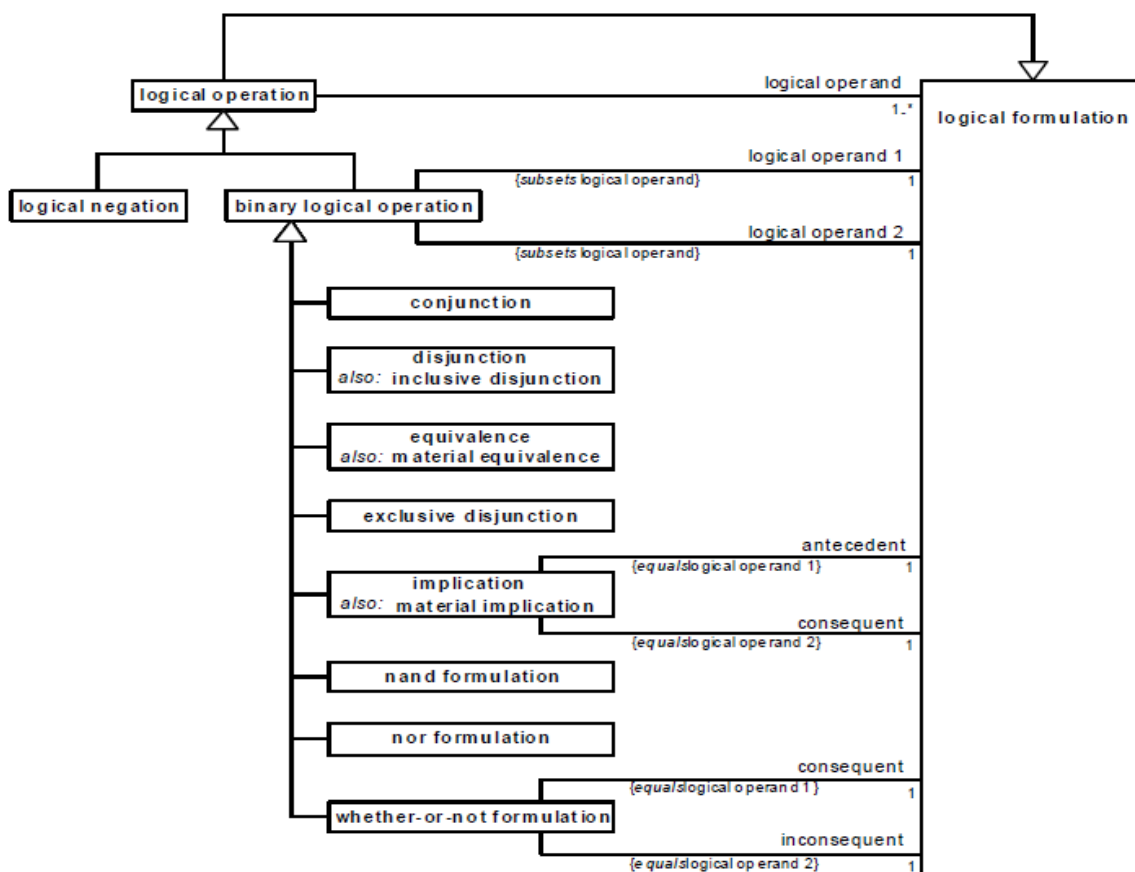 logical operation
logical operand
1..*
logical formulation
logical operand 1
{subsets logical operand}
1
logical negation
binary logical operation
logical operand 2
{subsets logical operand}
1
conjunction
disjunction
also: inclusive disjunction
equivalence
also: material equivalence
exclusive disjunction
antecedent
{equals logical operand 1}
1
implication
also: material implication
consequent
{equals logical operand 2}
1
nand formulation
nor formulation
consequent
{equals logical operand 1}
1
whether-or-not formulation
inconsequent
{equals logical operand 2}
1